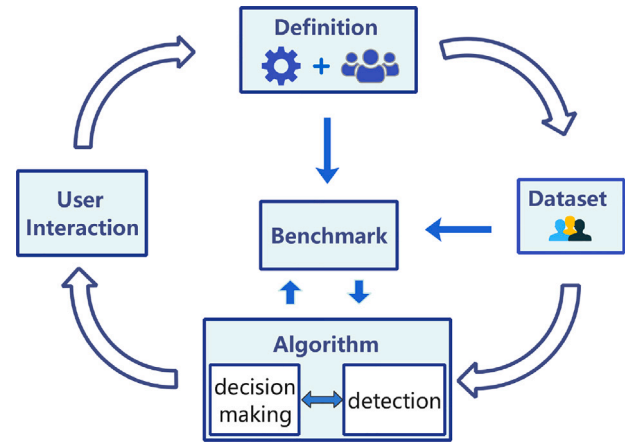 Definition
+
User
Interaction
Dataset
Benchmark
Algorithm
decision
making
detection